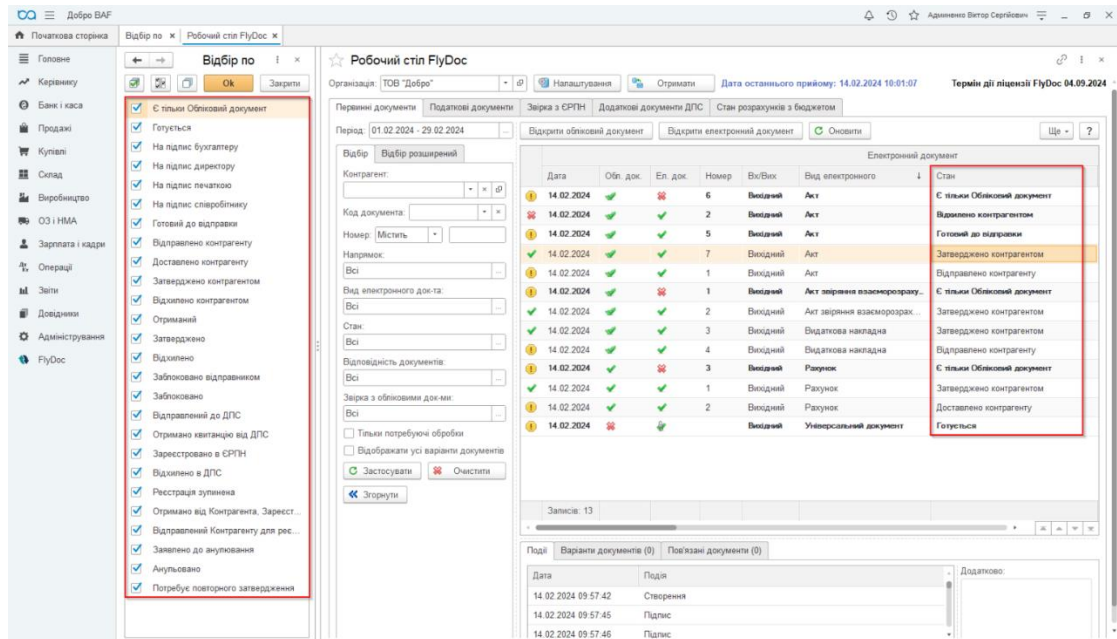 Добро BAF
Админенко Виктор Сергійович
Початкова сторінка
Відбір по ×
Робочий стіл FlyDoc ×
Головне
Керівнику
Банк і каса
Продажі
Купівлі
Склад
Виробництво
ОЗ і НМА
Зарплата і кадри
Операції
Звіти
Довідники
Адміністрування
FlyDoc
Відбір по
Ok
Закрити
Є тільки Обліковий документ
Готується
На підпис бухгалтеру
На підпис директору
На підпис печаткою
На підпис співробітнику
Готовий до відправки
Відправлено контрагенту
Доставлено контрагенту
Затверджено контрагентом
Відхилено контрагентом
Отриманий
Затверджено
Відхилено
Заблоковано відправником
Заблоковано
Відправлений до ДПС
Отримано квитанцію від ДПС
Зареєстровано в ЄРПН
Відхилено в ДПС
Реєстрація зупинена
Отримано від Контрагента, Зареєст...
Відправлений Контрагенту для реє...
Заявлено до анулювання
Анульовано
Потребує повторного затвердження
Робочий стіл FlyDoc
Організація: ТОВ "Добро"
Налаштування
Отримати
Дата останнього прийому: 14.02.2024 10:01:07
Термін дії ліцензії FlyDoc 04.09.2024
Первинні документи
Податкові документи
Звірка з ЄРПН
Додаткові документи ДПС
Стан розрахунків з бюджетом
Період: 01.02.2024 - 29.02.2024 ...
Відкрити обліковий документ
Відкрити електронний документ
Оновити
Ще
?
Відбір
Відбір розширений
Контрагент:
Код документа:
Номер: Містить
Напрямок:
Всі
Вид електронного док-та:
Всі
Стан:
Всі
Відповідність документів:
Всі
Звірка з обліковими док-ми:
Всі
Тільки потребуючі обробки
Відображати усі варіанти документів
Застосувати
Очистити
Згорнути
Електронний документ
Дата Обл. док. Ел. док. Номер Вх/Вих Вид електронного ↓ Стан
14.02.2024 6 Вихідний Акт Є тільки Обліковий документ
14.02.2024 2 Вихідний Акт Відхилено контрагентом
14.02.2024 5 Вихідний Акт Готовий до відправки
14.02.2024 7 Вихідний Акт Затверджено контрагентом
14.02.2024 1 Вихідний Акт Відправлено контрагенту
14.02.2024 1 Вихідний Акт звіряння взаєморозраху... Є тільки Обліковий документ
14.02.2024 2 Вихідний Акт звіряння взаєморозрах... Затверджено контрагентом
14.02.2024 3 Вихідний Видаткова накладна Затверджено контрагентом
14.02.2024 4 Вихідний Видаткова накладна Відправлено контрагенту
14.02.2024 3 Вихідний Рахунок Є тільки Обліковий документ
14.02.2024 1 Вихідний Рахунок Затверджено контрагентом
14.02.2024 2 Вихідний Рахунок Доставлено контрагенту
14.02.2024 Вихідний Універсальний документ Готується
Записів: 13
Події
Варіанти документів (0)
Пов'язані документи (0)
Дата Подія
14.02.2024 09:57:42 Створення
14.02.2024 09:57:45 Підпис
14.02.2024 09:57:46 Підпис
Додатково: